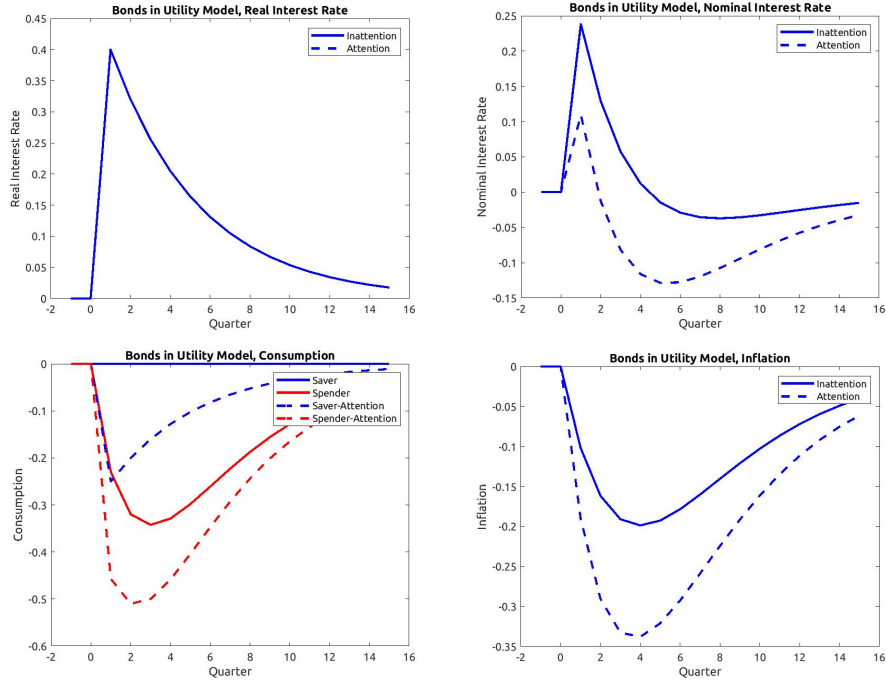 Bonds in Utility Model, Real Interest Rate
0.45
0.4
0.35
0.3
0.25
0.2
0.15
0.1
0.05
0
-2 0 2 4 6 8 10 12 14 16
Real Interest Rate
Quarter
Inattention
Attention
Bonds in Utility Model, Nominal Interest Rate
0.25
0.2
0.15
0.1
0.05
0
-0.05
-0.1
-0.15
-2 0 2 4 6 8 10 12 14 16
Nominal Interest Rate
Quarter
Inattention
Attention
Bonds in Utility Model, Consumption
0
-0.1
-0.2
-0.3
-0.4
-0.5
-0.6
-2 0 2 4 6 8 10 12 14 16
Consumption
Quarter
Saver
Spender
Saver-Attention
Spender-Attention
Bonds in Utility Model, Inflation
0
-0.05
-0.1
-0.15
-0.2
-0.25
-0.3
-0.35
-2 0 2 4 6 8 10 12 14 16
Inflation
Quarter
Inattention
Attention